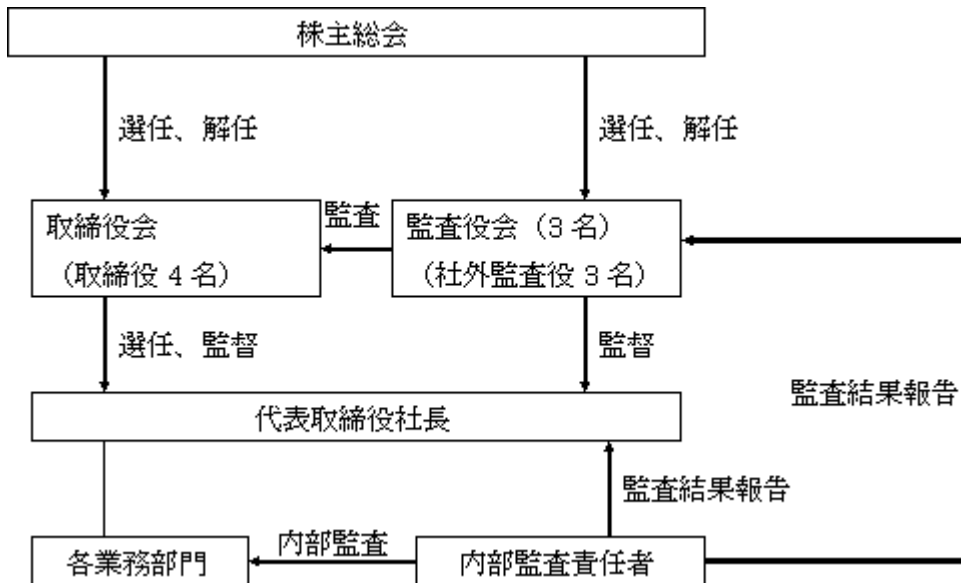 株主総会
選任、解任
選任、解任
取締役会
（取締役 4 名）
監査
監査役会（3 名）
（社外監査役 3 名）
選任、監督
監督
監査結果報告
代表取締役社長
監査結果報告
各業務部門
内部監査
内部監査責任者